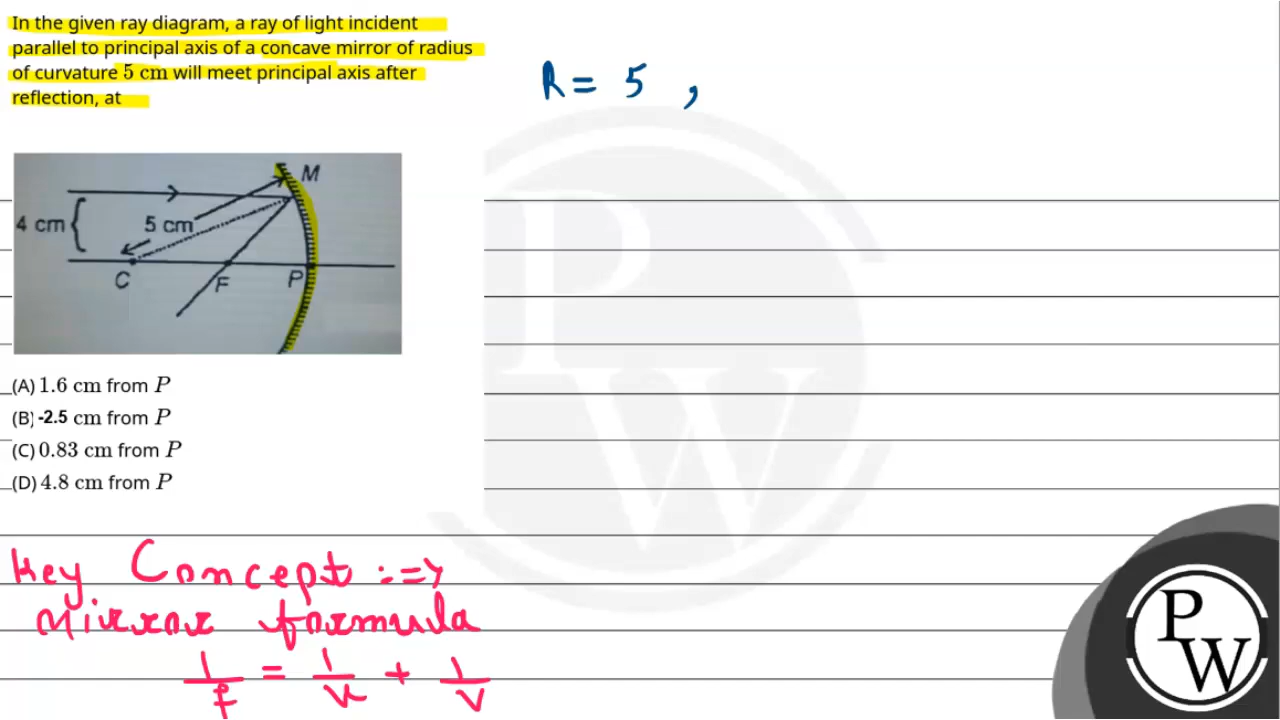 In the given ray diagram, a ray of light incident
parallel to principal axis of a concave mirror of radius
of curvature 5 cm will meet principal axis after
reflection, at
R = 5 ,
M
4 cm {
5 cm
C
F
P
(A) 1.6 cm from P
(B) -2.5 cm from P
(C) 0.83 cm from P
(D) 4.8 cm from P
Key Concept :=>
Mirror formula
1/f = 1/u + 1/v
P
W
P
W